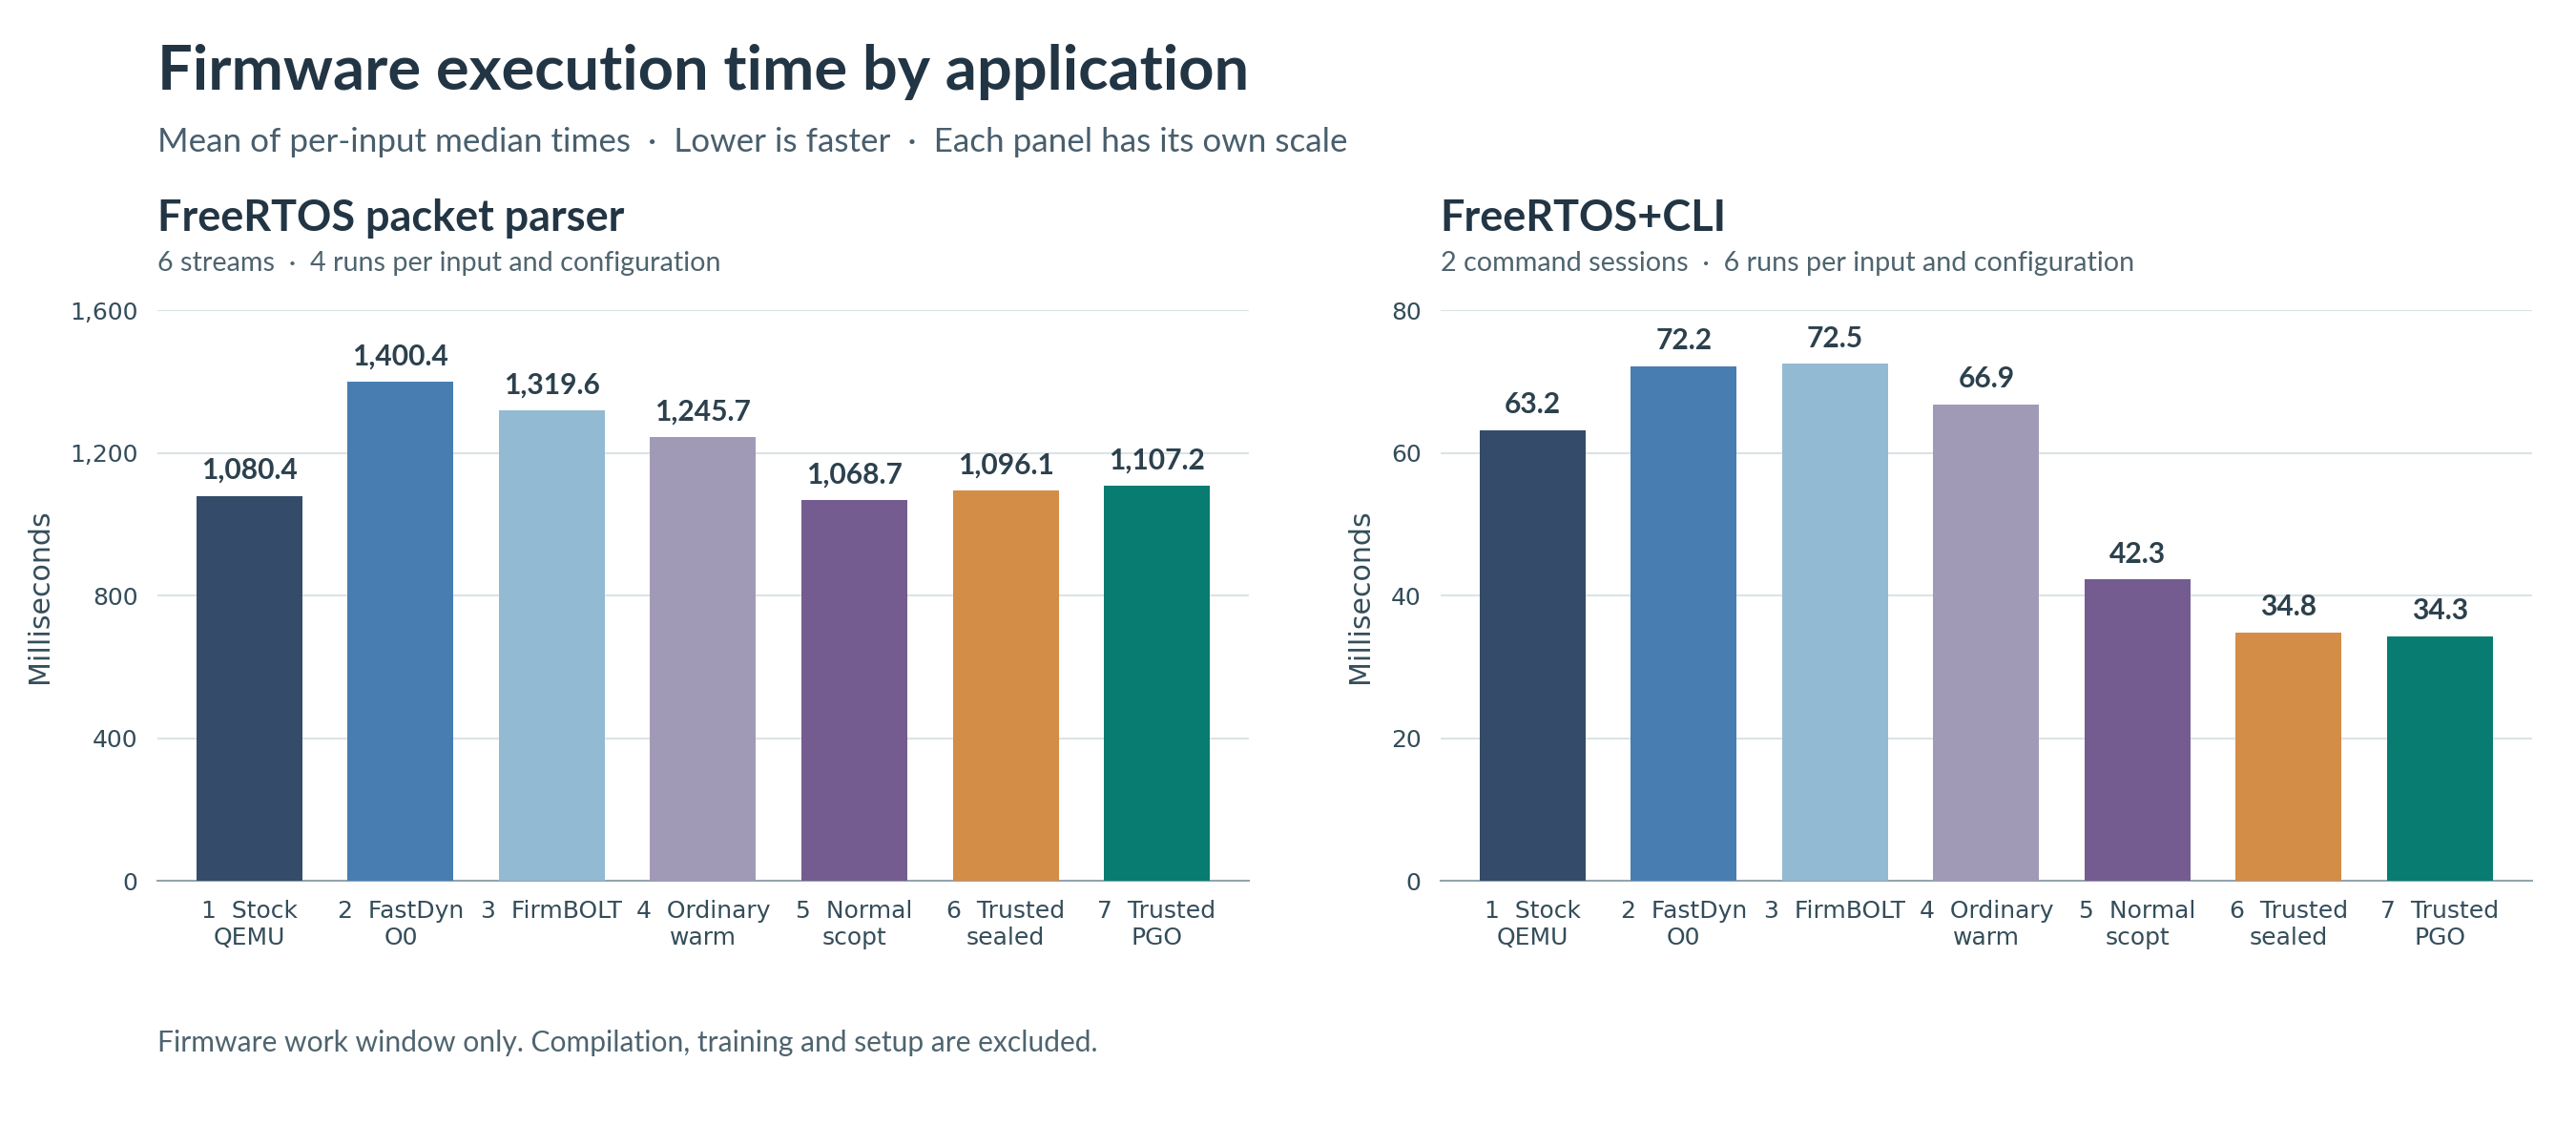 Firmware execution time by application
Mean of per-input median times · Lower is faster · Each panel has its own scale
FreeRTOS packet parser
6 streams · 4 runs per input and configuration
1,600
1,200
800
400
0
Milliseconds
1,080.4
1,400.4
1,319.6
1,245.7
1,068.7
1,096.1
1,107.2
1 Stock QEMU
2 FastDyn O0
3 FirmBOLT
4 Ordinary warm
5 Normal scopt
6 Trusted sealed
7 Trusted PGO
FreeRTOS+CLI
2 command sessions · 6 runs per input and configuration
80
60
40
20
0
Milliseconds
63.2
72.2
72.5
66.9
42.3
34.8
34.3
1 Stock QEMU
2 FastDyn O0
3 FirmBOLT
4 Ordinary warm
5 Normal scopt
6 Trusted sealed
7 Trusted PGO
Firmware work window only. Compilation, training and setup are excluded.